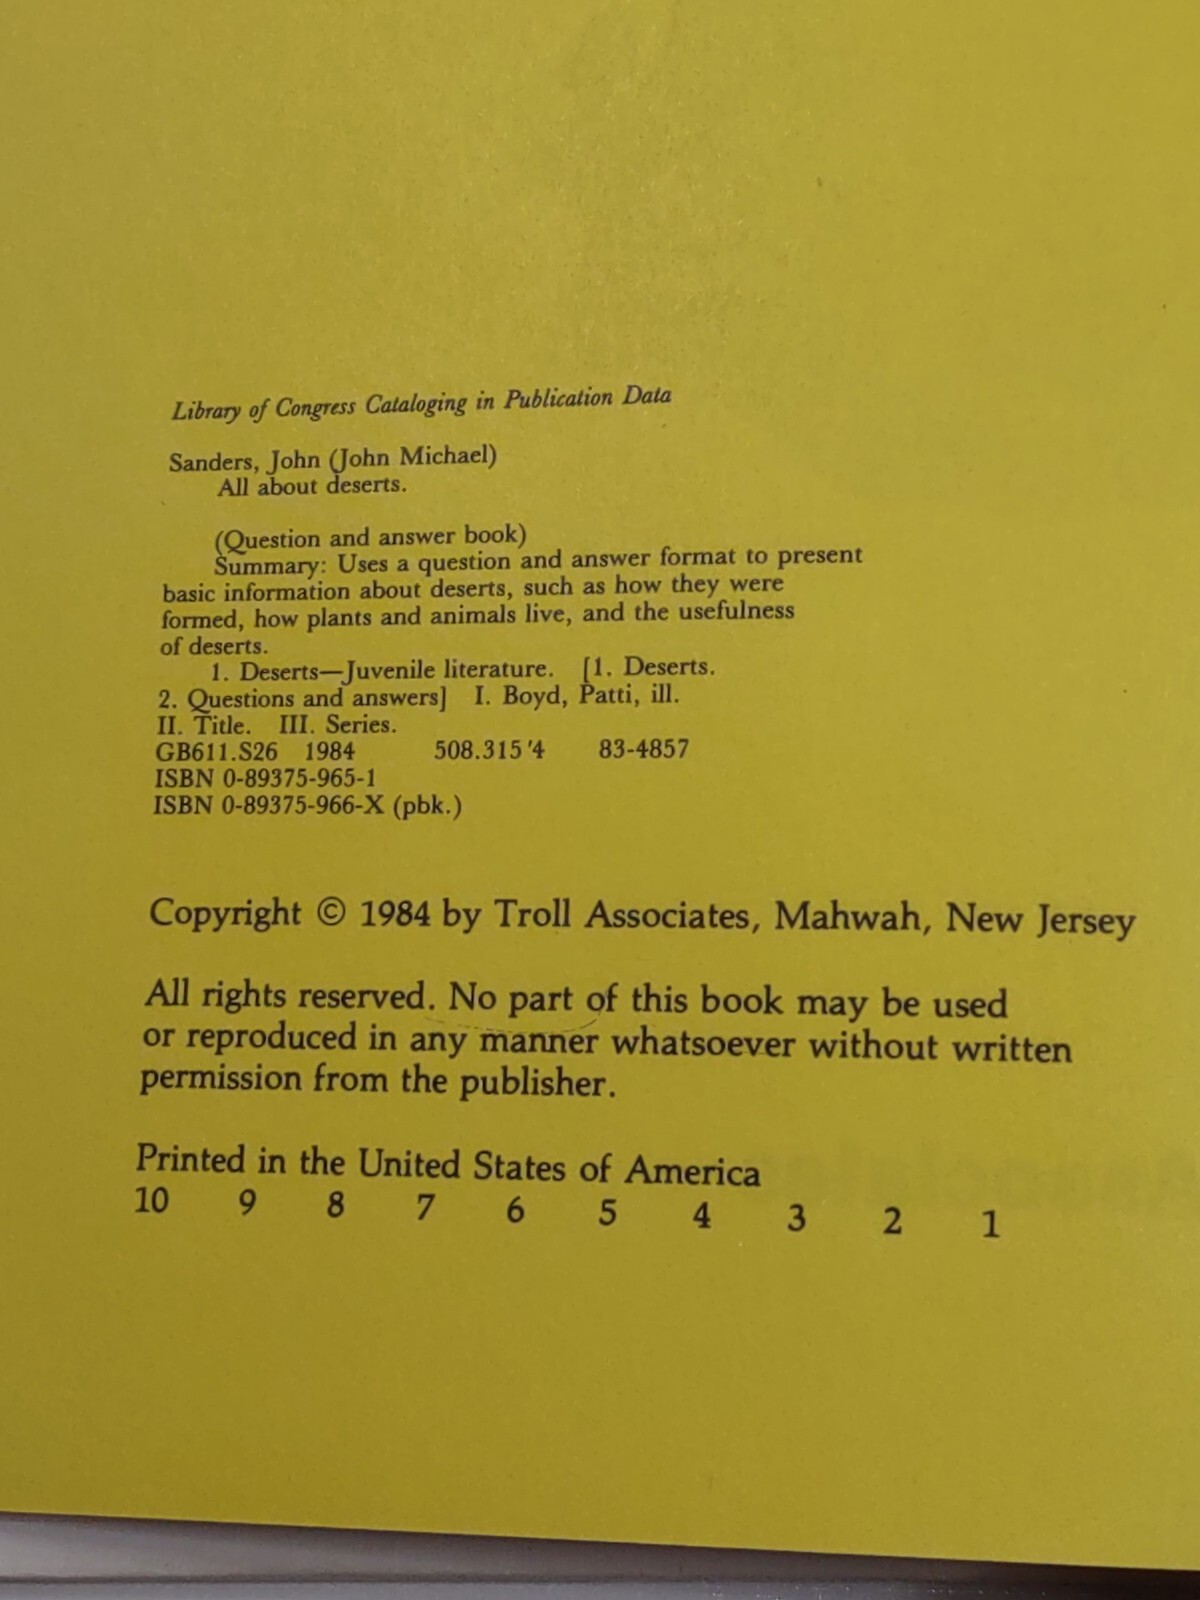 Library of Congress Cataloging in Publication Data
Sanders, John (John Michael)
All about deserts.
(Question and answer book)
Summary: Uses a question and answer format to present
basic information about deserts, such as how they were
formed, how plants and animals live, and the usefulness
of deserts.
1. Deserts—Juvenile literature. [1. Deserts.
2. Questions and answers] I. Boyd, Patti, ill.
II. Title. III. Series.
GB611.S26 1984 508.315'4 83-4857
ISBN 0-89375-965-1
ISBN 0-89375-966-X (pbk.)
Copyright © 1984 by Troll Associates, Mahwah, New Jersey
All rights reserved. No part of this book may be used
or reproduced in any manner whatsoever without written
permission from the publisher.
Printed in the United States of America
10 9 8 7 6 5 4 3 2 1